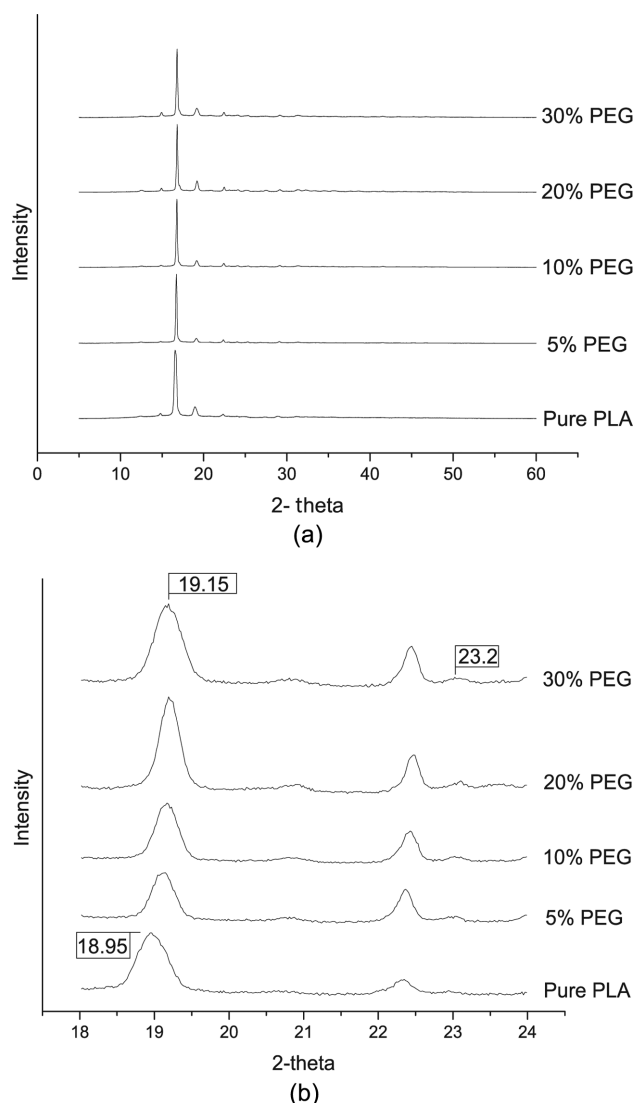 Intensity
30% PEG
20% PEG
10% PEG
5% PEG
Pure PLA
0 10 20 30 40 50 60
2- theta
(a)
19.15
23.2
30% PEG
20% PEG
Intensity
10% PEG
5% PEG
18.95
Pure PLA
18 19 20 21 22 23 24
2-theta
(b)